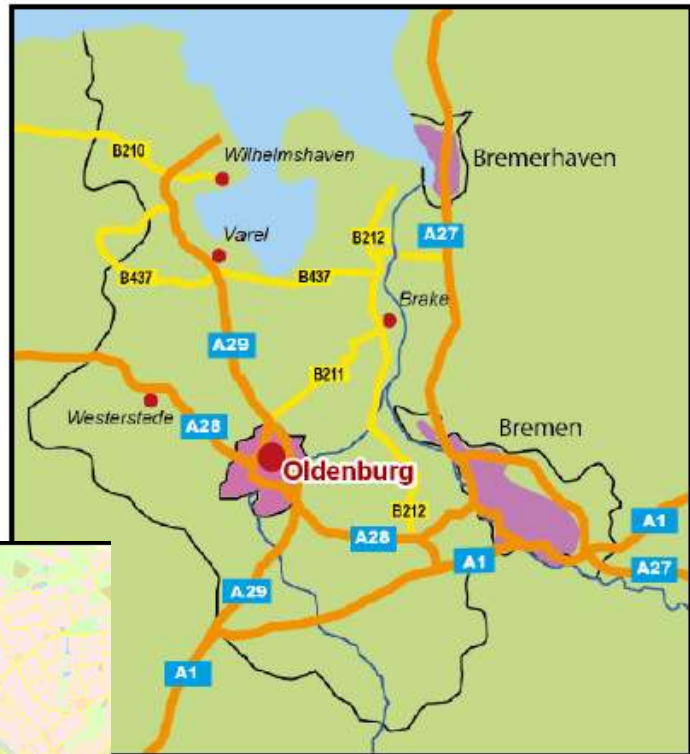 B210
Wilhelmshaven
Bremerhaven
Varel
B212
A27
B437
B437
Brake
A29
B211
Westerstede
A28
Bremen
Oldenburg
B212
A28
A1
A1
A27
A29
A1